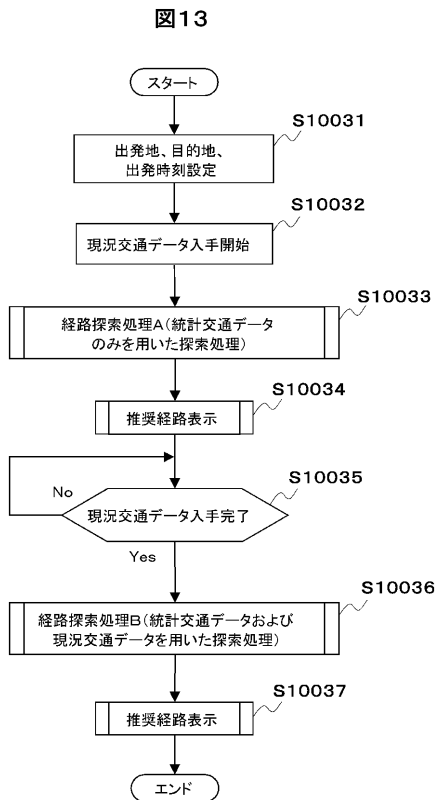 図13
スタート
S10031
出発地、目的地、
出発時刻設定
S10032
現況交通データ入手開始
S10033
経路探索処理A(統計交通データ
のみを用いた探索処理)
S10034
推奨経路表示
No
S10035
現況交通データ入手完了
Yes
S10036
経路探索処理B(統計交通データおよび
現況交通データを用いた探索処理)
S10037
推奨経路表示
エンド